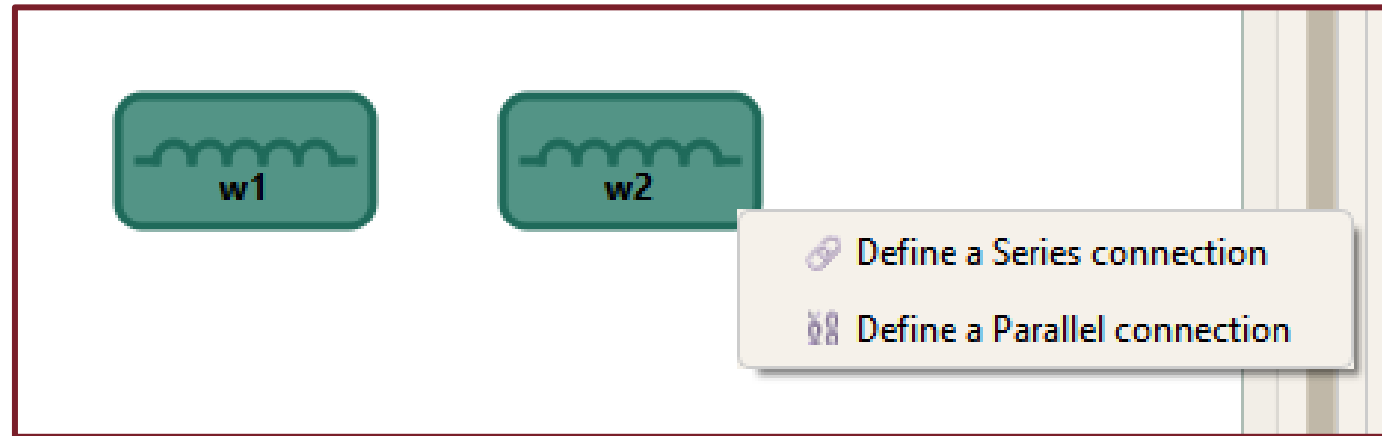 w1
w2
Define a Series connection
Define a Parallel connection